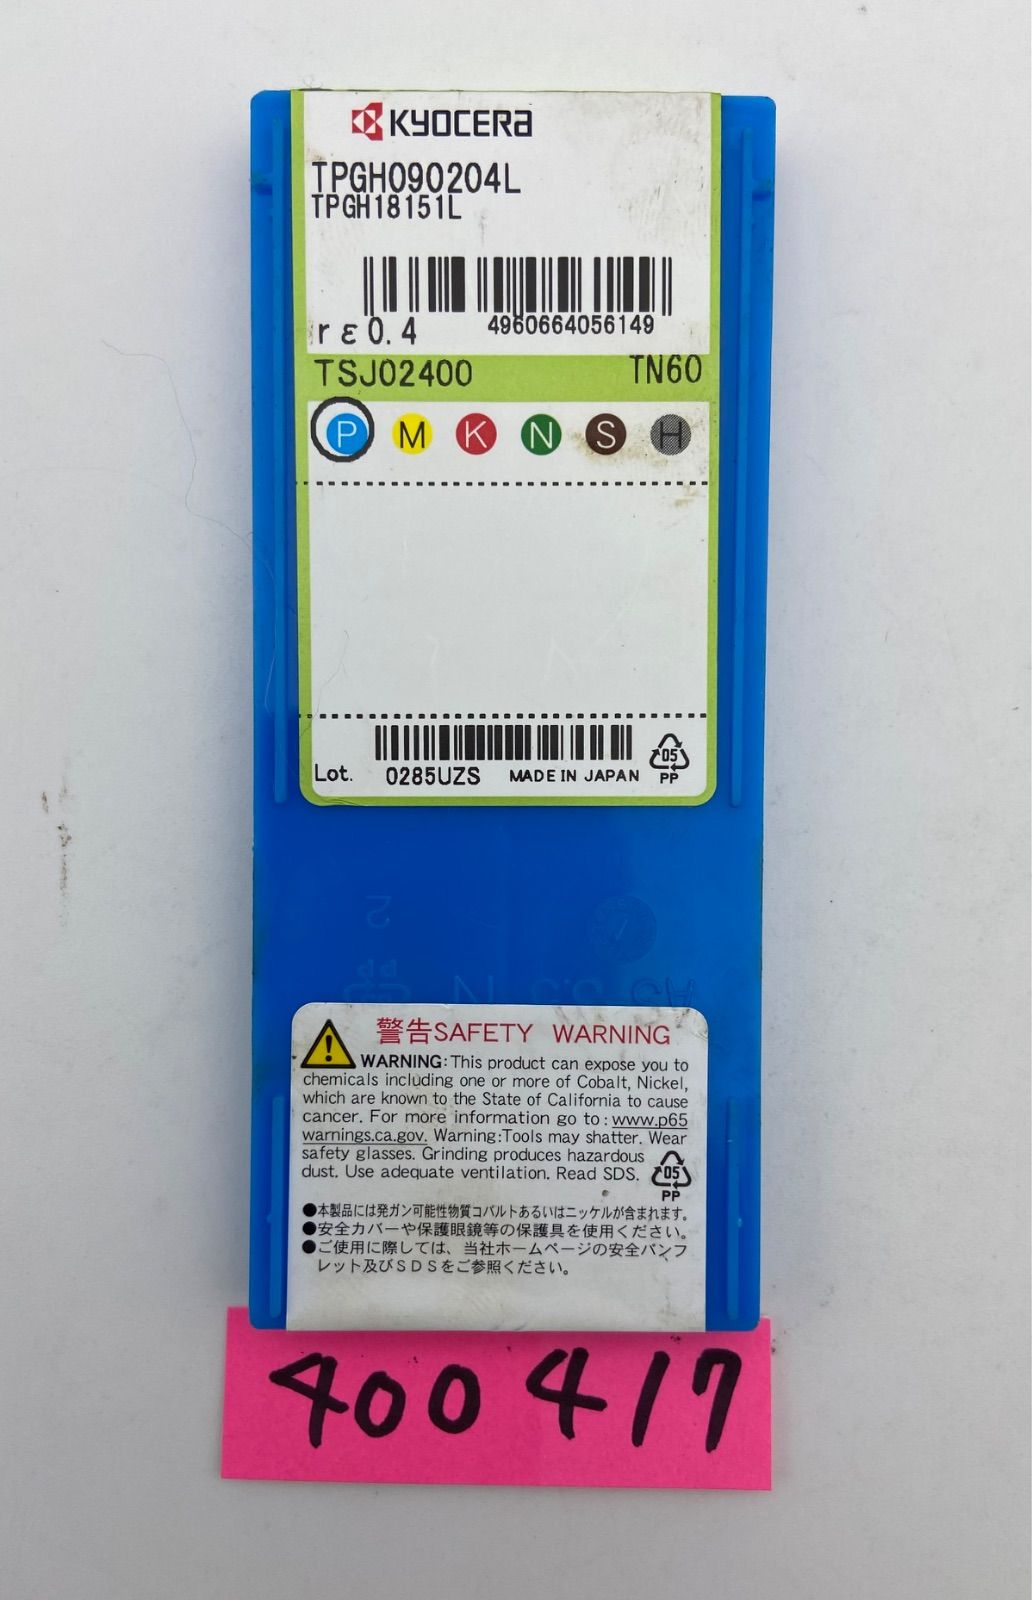 KYOCERA
TPGH090204L
TPGH18151L
rε0.4
4960664056149
TSJ02400 TN60
P M K N S H
Lot. 0285UZS MADE IN JAPAN
05
PP
2
警告SAFETY WARNING
WARNING:This product can expose you to
chemicals including one or more of Cobalt, Nickel,
which are known to the State of California to cause
cancer. For more information go to : www.p65
warnings.ca.gov. Warning:Tools may shatter. Wear
safety glasses. Grinding produces hazardous
dust. Use adequate ventilation. Read SDS.
05
PP
●本製品には発ガン可能性物質コバルトあるいはニッケルが含まれます。
●安全カバーや保護眼鏡等の保護具を使用ください。
●ご使用に際しては、当社ホームページの安全パンフ
レット及びSDSをご参照ください。
400417